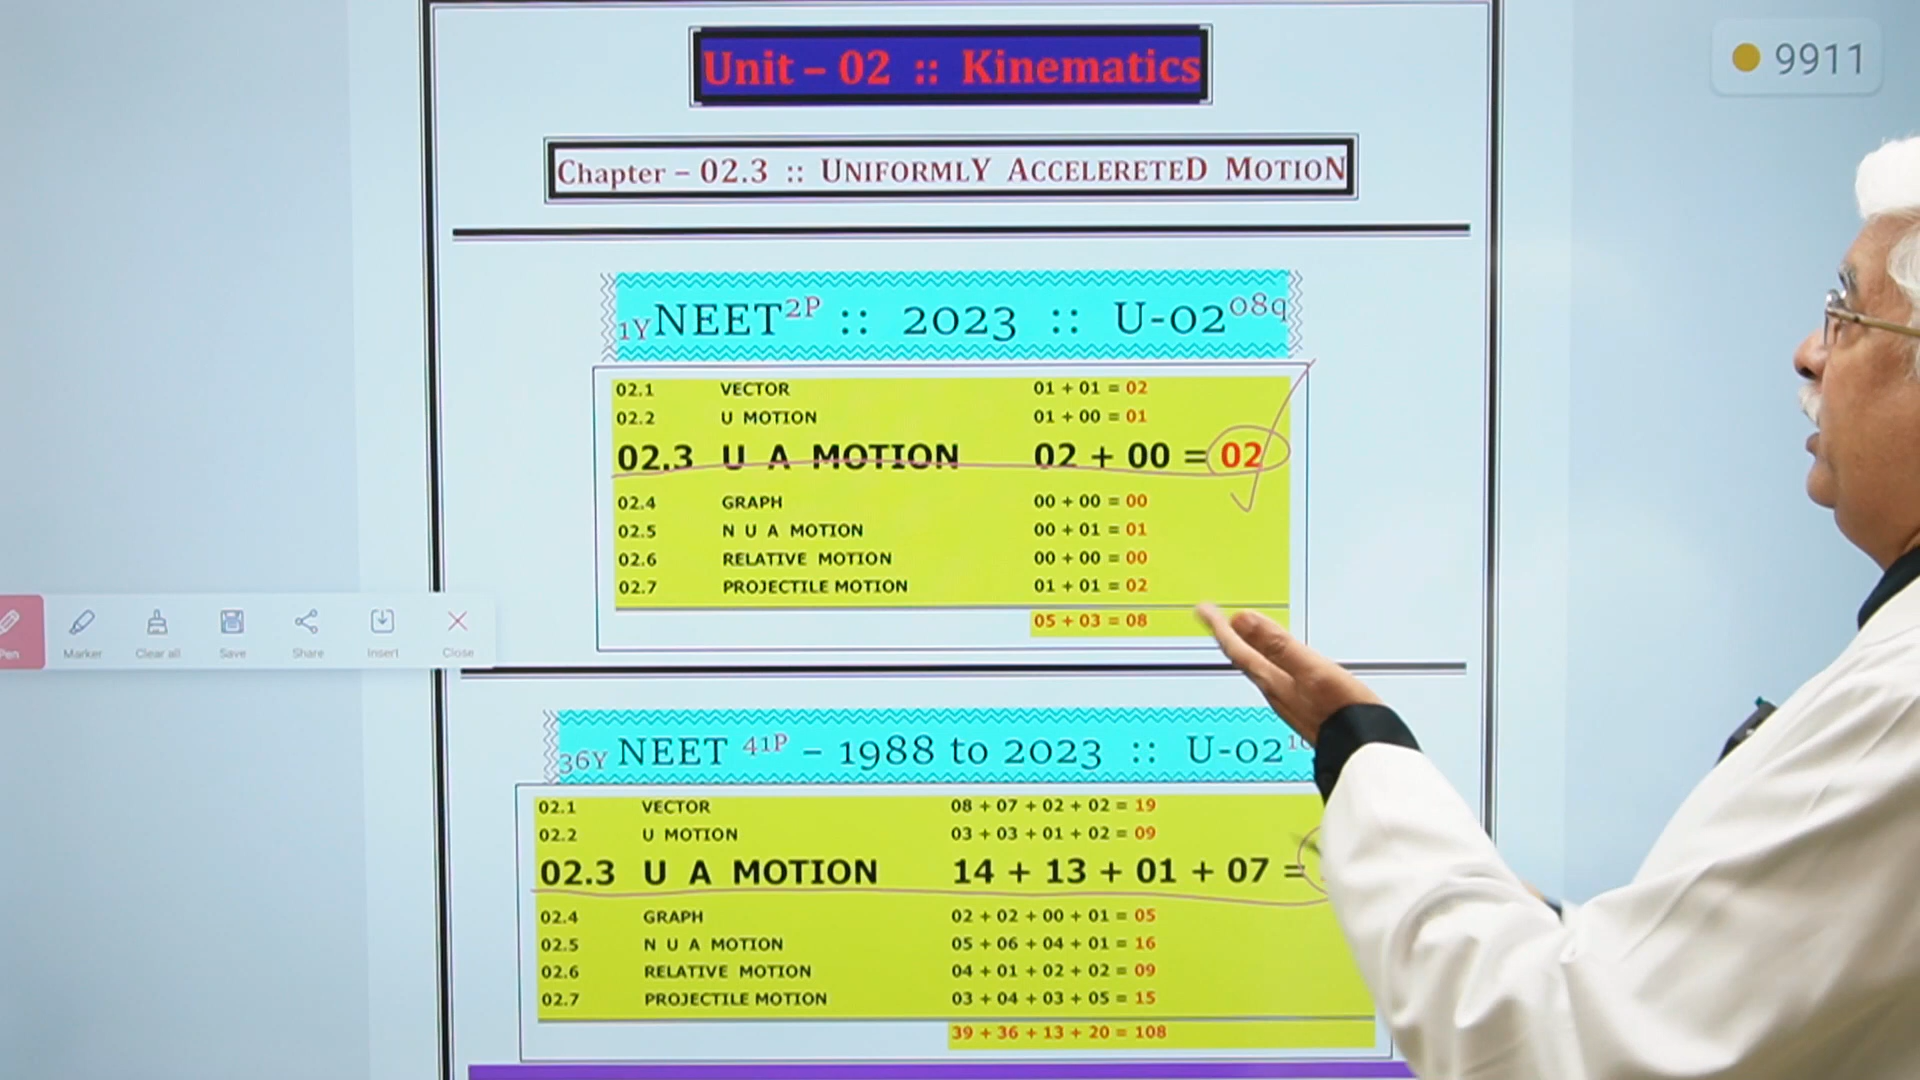 Unit – 02 :: Kinematics
9911
Chapter – 02.3 :: UNIFORMLY ACCELERETED MOTION
1Y NEET 2P :: 2023 :: U-02 08q
02.1 VECTOR 01 + 01 = 02
02.2 U MOTION 01 + 00 = 01
02.3 U A MOTION 02 + 00 = 02
02.4 GRAPH 00 + 00 = 00
02.5 N U A MOTION 00 + 01 = 01
02.6 RELATIVE MOTION 00 + 00 = 00
02.7 PROJECTILE MOTION 01 + 01 = 02
05 + 03 = 08
Pen Marker Clear all Save Share Insert Close
36Y NEET 41P – 1988 to 2023 :: U-02
02.1 VECTOR 08 + 07 + 02 + 02 = 19
02.2 U MOTION 03 + 03 + 01 + 02 = 09
02.3 U A MOTION 14 + 13 + 01 + 07 =
02.4 GRAPH 02 + 02 + 00 + 01 = 05
02.5 N U A MOTION 05 + 06 + 04 + 01 = 16
02.6 RELATIVE MOTION 04 + 01 + 02 + 02 = 09
02.7 PROJECTILE MOTION 03 + 04 + 03 + 05 = 15
39 + 36 + 13 + 20 = 108